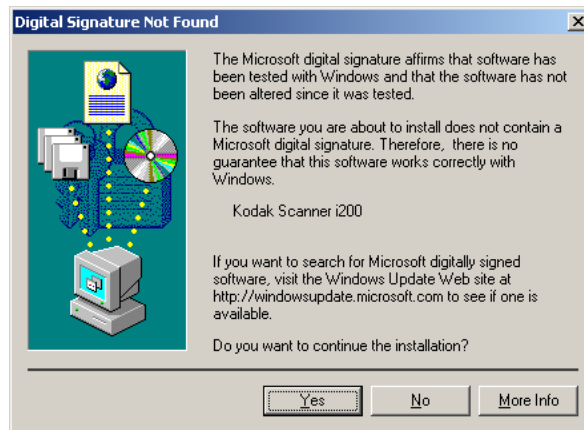 Digital Signature Not Found
The Microsoft digital signature affirms that software has
been tested with Windows and that the software has not
been altered since it was tested.
The software you are about to install does not contain a
Microsoft digital signature. Therefore, there is no
guarantee that this software works correctly with
Windows.
Kodak Scanner i200
If you want to search for Microsoft digitally signed
software, visit the Windows Update Web site at
http://windowsupdate.microsoft.com to see if one is
available.
Do you want to continue the installation?
Yes No More Info